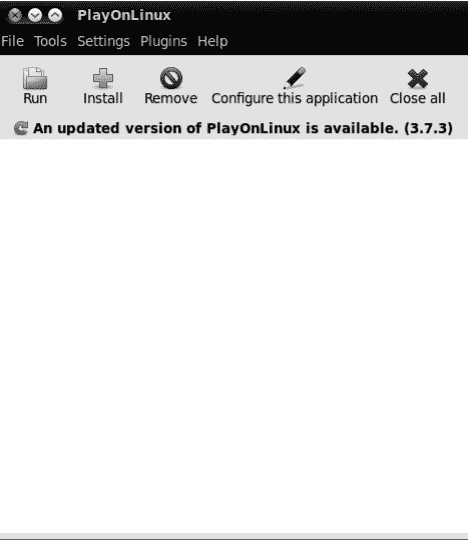 PlayOnLinux
File Tools Settings Plugins Help
Run Install Remove Configure this application Close all
An updated version of PlayOnLinux is available. (3.7.3)